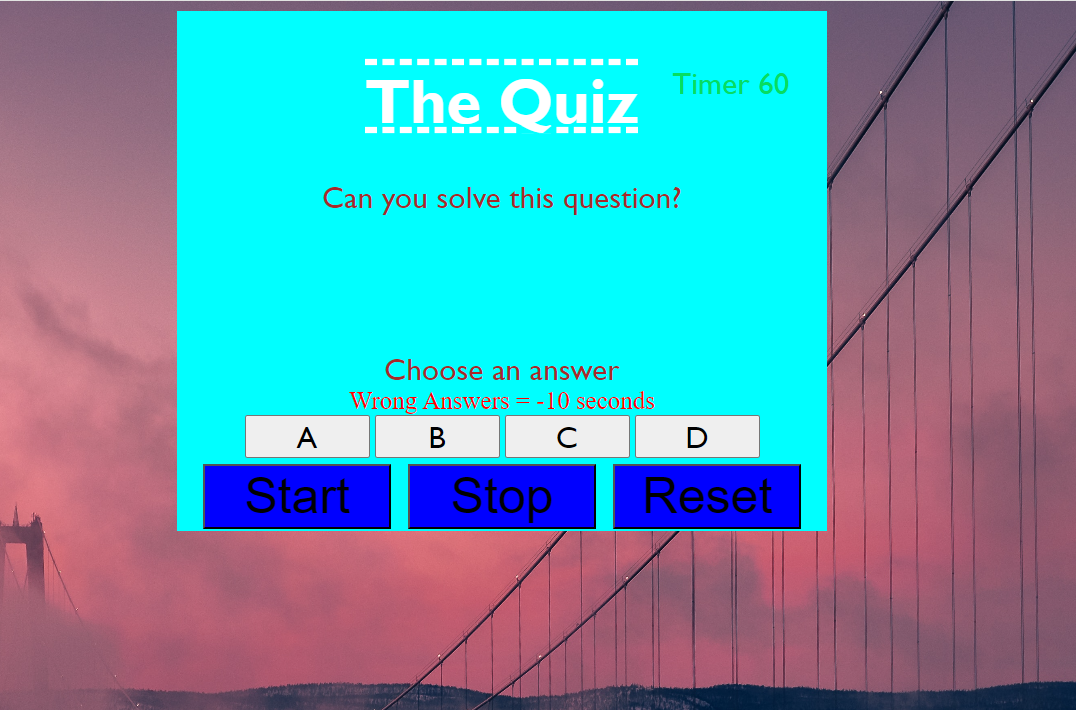 The Quiz
Timer 60
Can you solve this question?
Choose an answer
Wrong Answers = -10 seconds
A B C D
Start Stop Reset